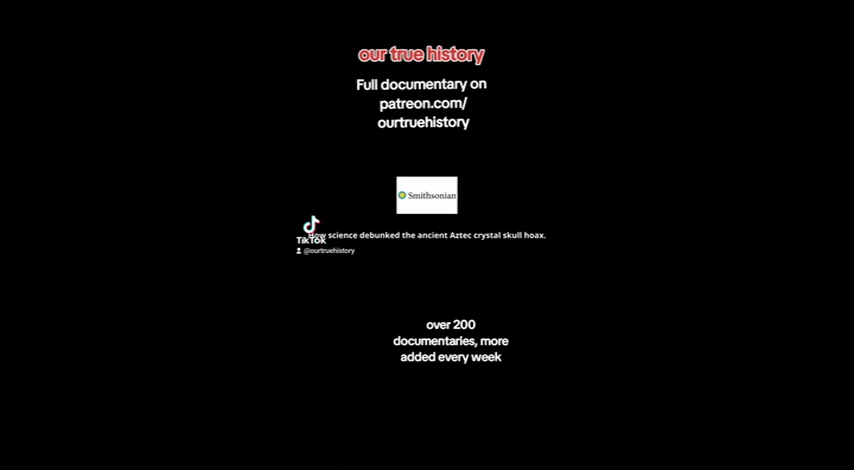 our true history
Full documentary on
patreon.com/
ourtruehistory
Smithsonian
How science debunked the ancient Aztec crystal skull hoax.
TikTok
@ourtruehistory
over 200
documentaries, more
added every week